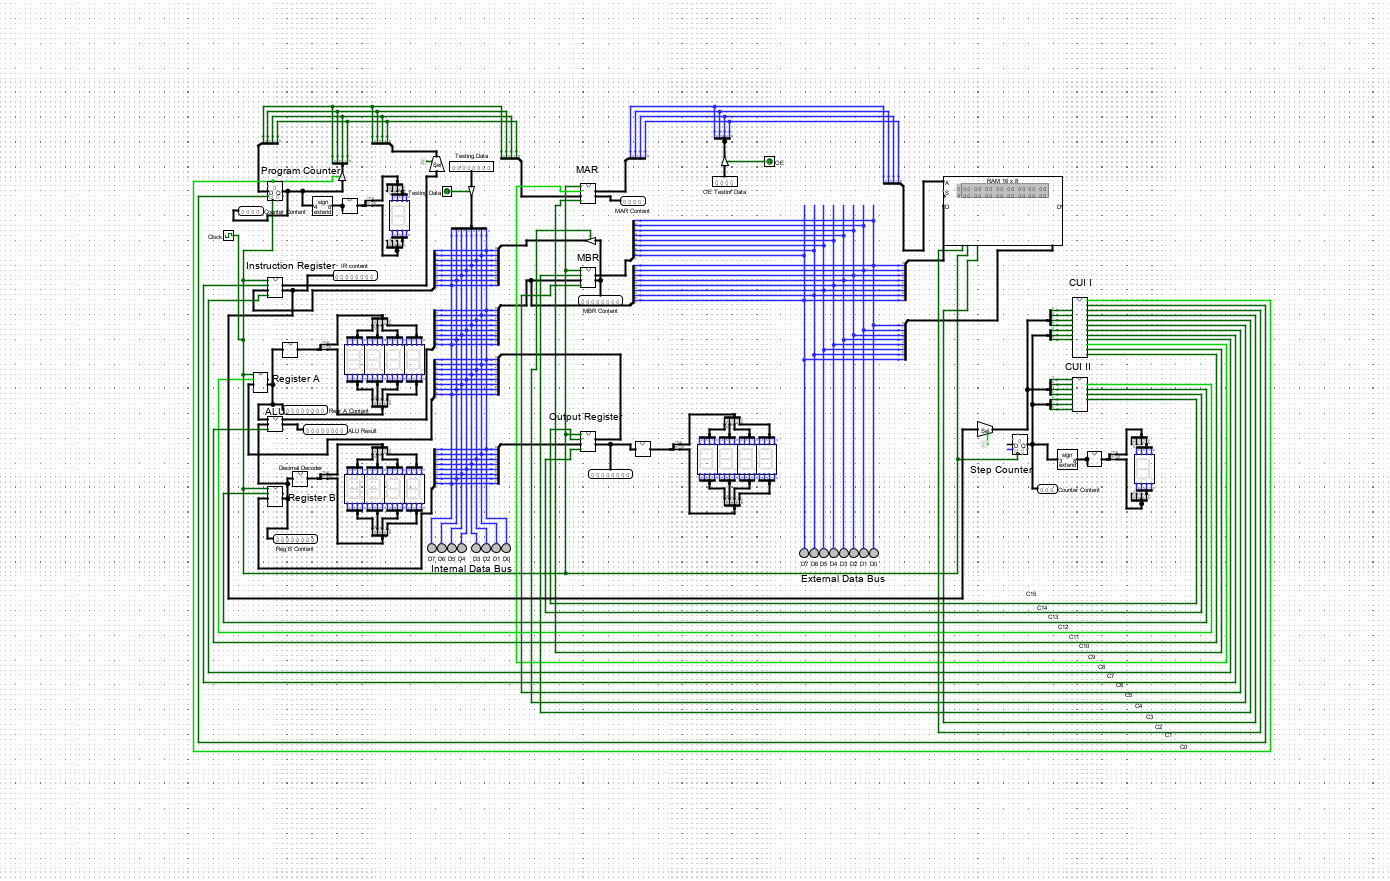 Program Counter
Testing Data
Sel
MAR
OE
RAM 16 x 8
A
D
D
Testing Data
OE Testinf Data
sign
extend
Counter Content
MAR Content
Clock
Instruction Register
IR content
MBR
MBR Content
CUI I
CUI II
Register A
Reg A Content
ALU
ALU Result
Output Register
Sel
Decimal Decoder
Register B
Step Counter
sign
extend
Counter Content
Reg B Content
D7 D6 D5 D4 D3 D2 D1 D0
Internal Data Bus
D7 D6 D5 D4 D3 D2 D1 D0
External Data Bus
C15
C14
C13
C12
C11
C10
C9
C8
C7
C6
C5
C4
C3
C2
C1
C0